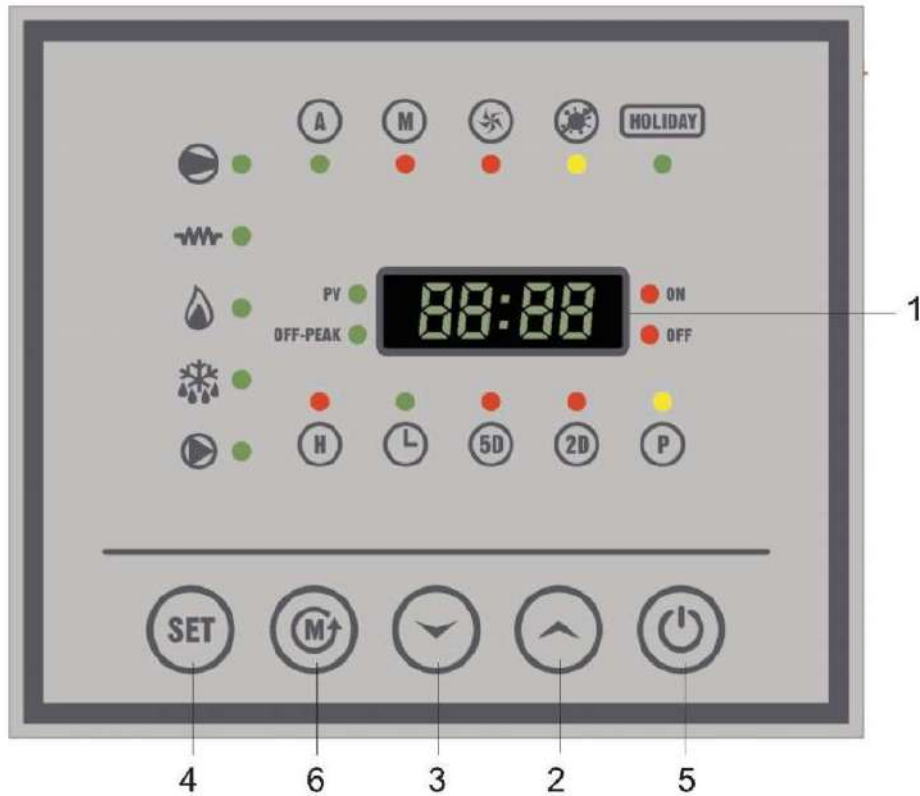 A M HOLIDAY
PV 88:88 ON
OFF-PEAK OFF
1
H 5D 2D P
SET M
4 6 3 2 5